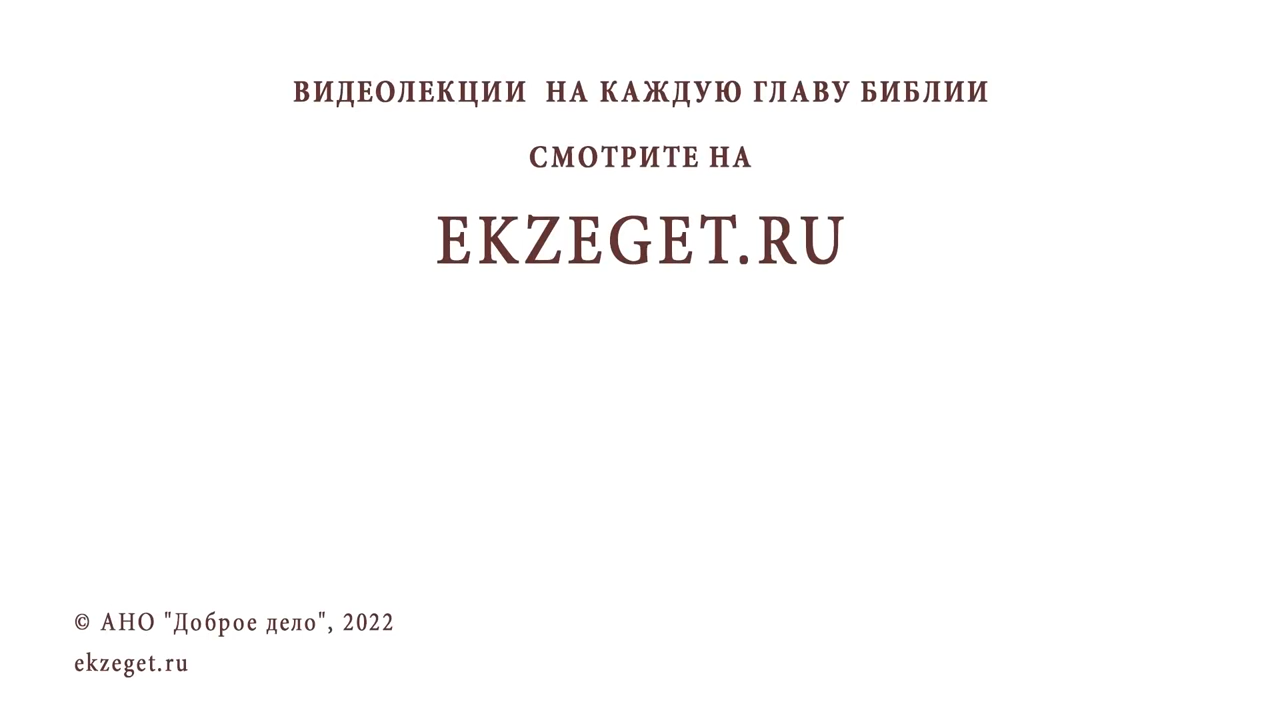 ВИДЕОЛЕКЦИИ НА КАЖДУЮ ГЛАВУ БИБЛИИ
СМОТРИТЕ НА
EKZEGET.RU
© АНО "Доброе дело", 2022
ekzeget.ru